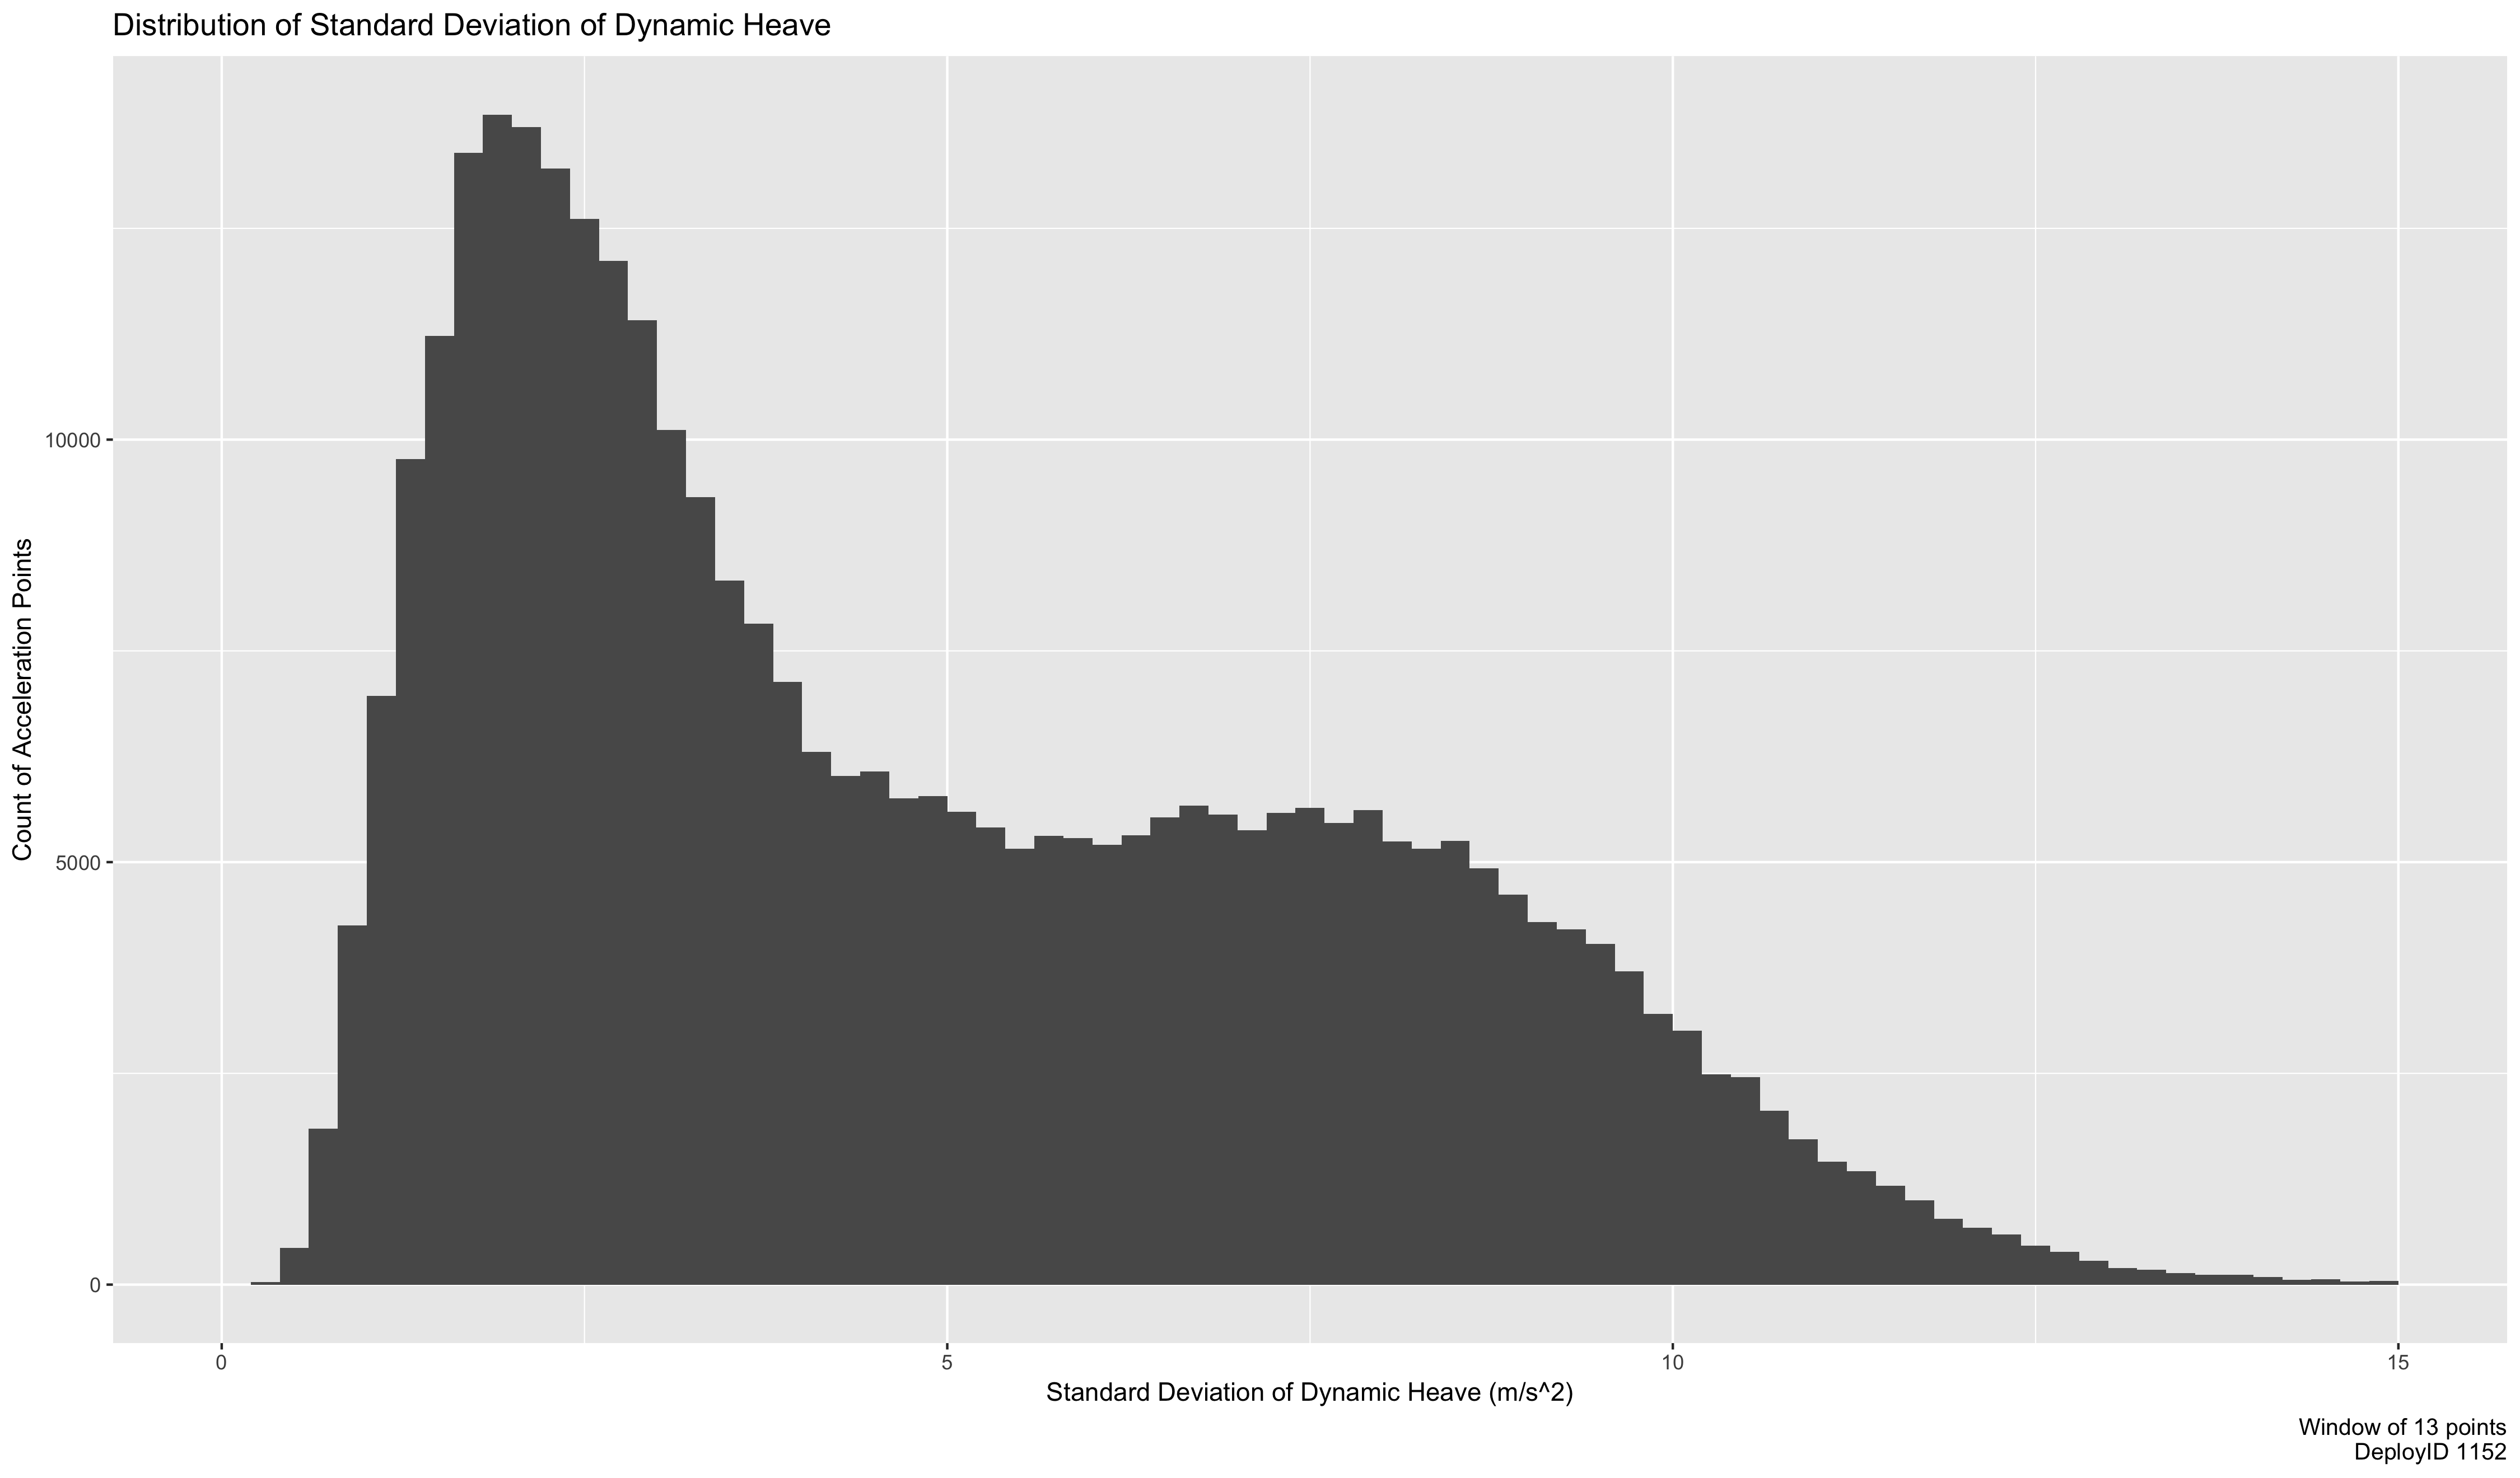 Distribution of Standard Deviation of Dynamic Heave
Count of Acceleration Points
10000
5000
0
0
5
10
15
Standard Deviation of Dynamic Heave (m/s^2)
Window of 13 points
DeployID 1152